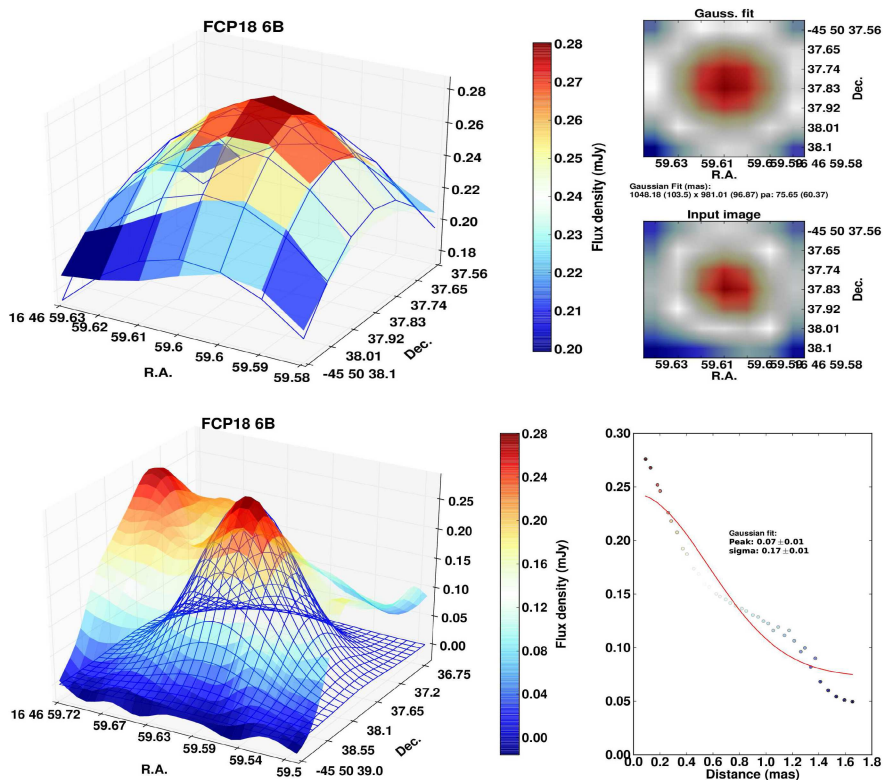 FCP18 6B
0.28
0.26
0.24
0.22
0.20
0.18
37.56
37.65
37.74
37.83
37.92
38.01
-45 50 38.1
Dec.
16 46 59.63
59.62
59.61
59.6
59.6
59.59
59.58
R.A.
0.28
0.27
0.26
0.25
0.24
0.23
0.22
0.21
0.20
Flux density (mJy)
Gauss. fit
-45 50 37.56
37.65
37.74
37.83
37.92
38.01
38.1
Dec.
59.63 59.61 59.6 59.6 16 46 59.58
R.A.
Gaussian Fit (mas):
1048.18 (103.5) x 981.01 (96.87) pa: 75.65 (60.37)
Input image
-45 50 37.56
37.65
37.74
37.83
37.92
38.01
38.1
Dec.
59.63 59.61 59.6 59.6 16 46 59.58
R.A.
FCP18 6B
0.25
0.20
0.15
0.10
0.05
0.00
36.75
37.2
37.65
38.1
38.55
-45 50 39.0
Dec.
16 46 59.72
59.67
59.63
59.59
59.54
59.5
R.A.
0.28
0.24
0.20
0.16
0.12
0.08
0.04
0.00
Flux density (mJy)
0.30
0.25
0.20
0.15
0.10
0.05
0.00
Gaussian fit:
Peak: 0.07 ±0.01
sigma: 0.17 ±0.01
0.0 0.2 0.4 0.6 0.8 1.0 1.2 1.4 1.6 1.8
Distance (mas)